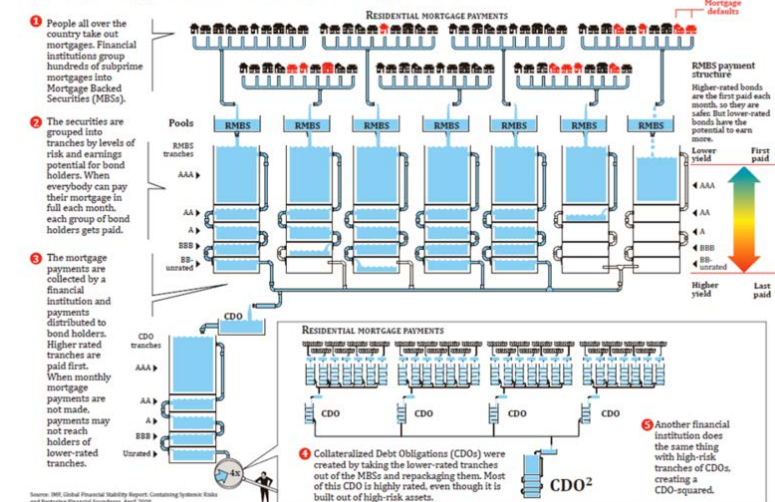 Mortgage
defaults
RESIDENTIAL MORTGAGE PAYMENTS
1 People all over the
country take out
mortgages. Financial
institutions group
hundreds of subprime
mortgages into
Mortgage Backed
Securities (MBSs).
2 The securities are
grouped into
tranches by levels of
risk and earnings
potential for bond
holders. When
everybody can pay
their mortgage in
full each month,
each group of bond
holders gets paid.
3 The mortgage
payments are
collected by a
financial
institution and
payments
distributed to
bond holders.
Higher rated
tranches are
paid first.
When monthly
mortgage
payments are
not made,
payments may
not reach
holders of
lower-rated
tranches.
Pools
RMBS RMBS RMBS RMBS RMBS RMBS RMBS
RMBS
tranches
AAA
AA
A
BBB
BB-
unrated
RMBS payment
structure
Higher-rated bonds
are the first paid each
month, so they are
safer. But lower-rated
bonds have the
potential to earn
more.
Lower
yield
First
paid
AAA
AA
A
BBB
BB-
unrated
Higher
yield
Last
paid
CDO
CDO
tranches
AAA
AA
A
BBB
Unrated
4x
RESIDENTIAL MORTGAGE PAYMENTS
CDO CDO CDO CDO
4 Collateralized Debt Obligations (CDOs) were
created by taking the lower-rated tranches
out of the MBSs and repackaging them. Most
of this CDO is highly rated, even though it is
built out of high-risk assets.
CDO²
5 Another financial
institution does
the same thing
with high-risk
tranches of CDOs,
creating a
CDO-squared.
Source: IMF, Global Financial Stability Report: Containing Systemic Risks
and Restoring Financial Soundness, April 2008